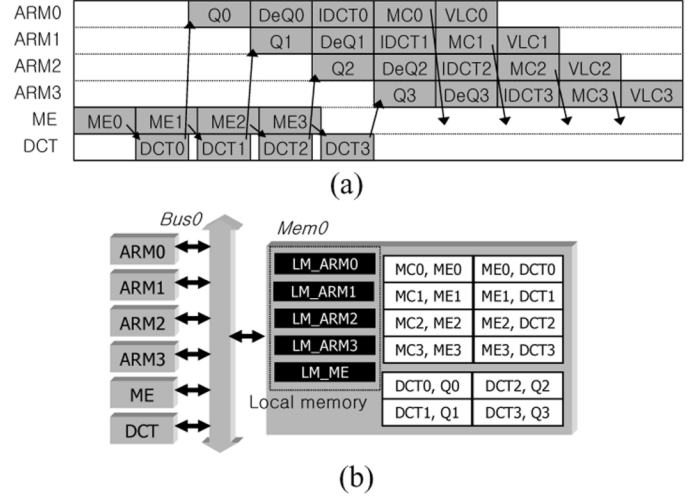 ARM0 Q0 DeQ0 IDCT0 MC0 VLC0
ARM1 Q1 DeQ1 IDCT1 MC1 VLC1
ARM2 Q2 DeQ2 IDCT2 MC2 VLC2
ARM3 Q3 DeQ3 IDCT3 MC3 VLC3
ME ME0 ME1 ME2 ME3
DCT DCT0 DCT1 DCT2 DCT3
(a)
Bus0
Mem0
ARM0
ARM1
ARM2
ARM3
ME
DCT
LM_ARM0
LM_ARM1
LM_ARM2
LM_ARM3
LM_ME
Local memory
MC0, ME0 ME0, DCT0
MC1, ME1 ME1, DCT1
MC2, ME2 ME2, DCT2
MC3, ME3 ME3, DCT3
DCT0, Q0 DCT2, Q2
DCT1, Q1 DCT3, Q3
(b)